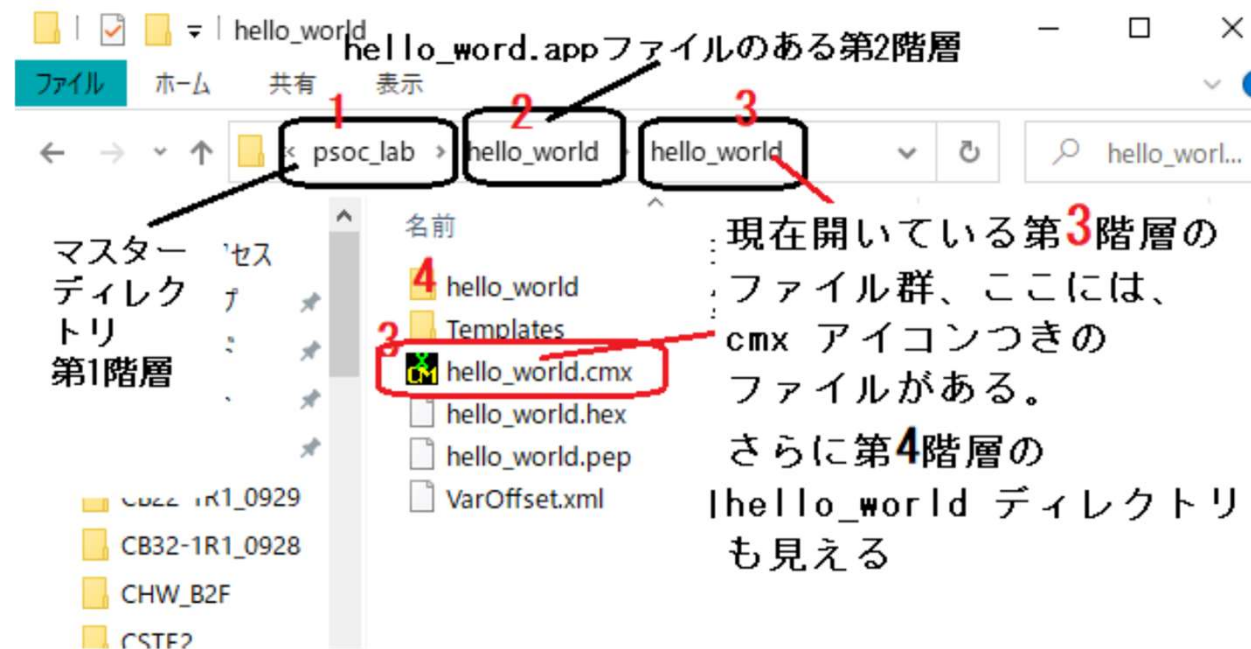 hello_world
hello_word.appファイルのある第2階層
ファイル ホーム 共有 表示
1 2 3
« psoc_lab › hello_world › hello_world
hello_worl...
マスター
ディレク
トリ
第1階層
名前
4 hello_world
Templates
3 hello_world.cmx
hello_world.hex
hello_world.pep
VarOffset.xml
現在開いている第3階層の
ファイル群、ここには、
cmx アイコンつきの
ファイルがある。
さらに第4階層の
hello_world ディレクトリ
も見える
CB22-1R1_0929
CB32-1R1_0928
CHW_B2F